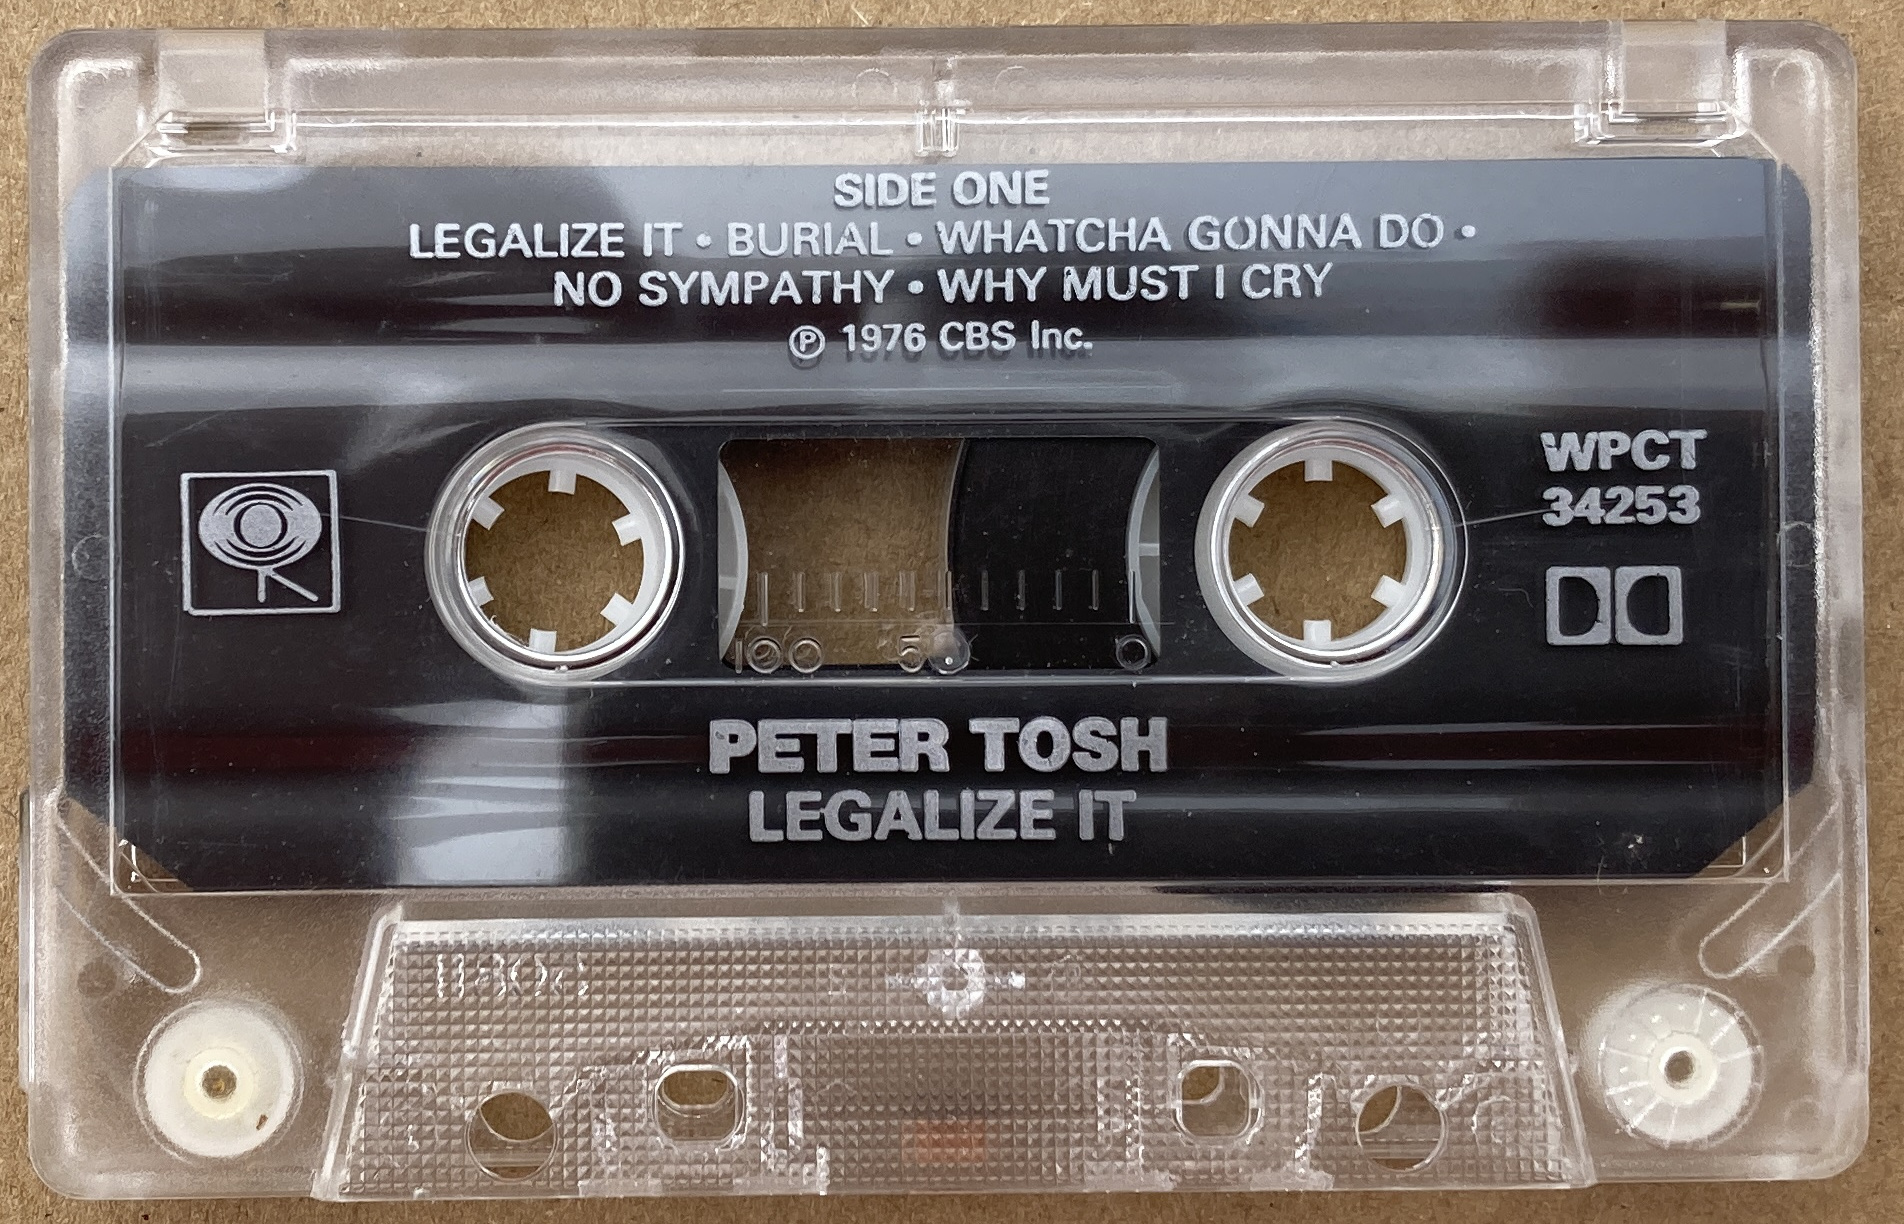 SIDE ONE
LEGALIZE IT • BURIAL • WHATCHA GONNA DO •
NO SYMPATHY • WHY MUST I CRY
℗ 1976 CBS Inc.
WPCT
34253
100 50 0
PETER TOSH
LEGALIZE IT